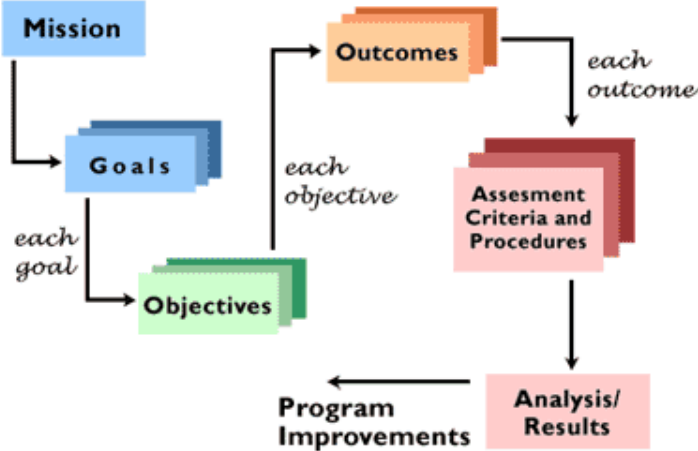 Mission
Goals
each
goal
Objectives
each
objective
Outcomes
each
outcome
Assesment
Criteria and
Procedures
Analysis/
Results
Program
Improvements